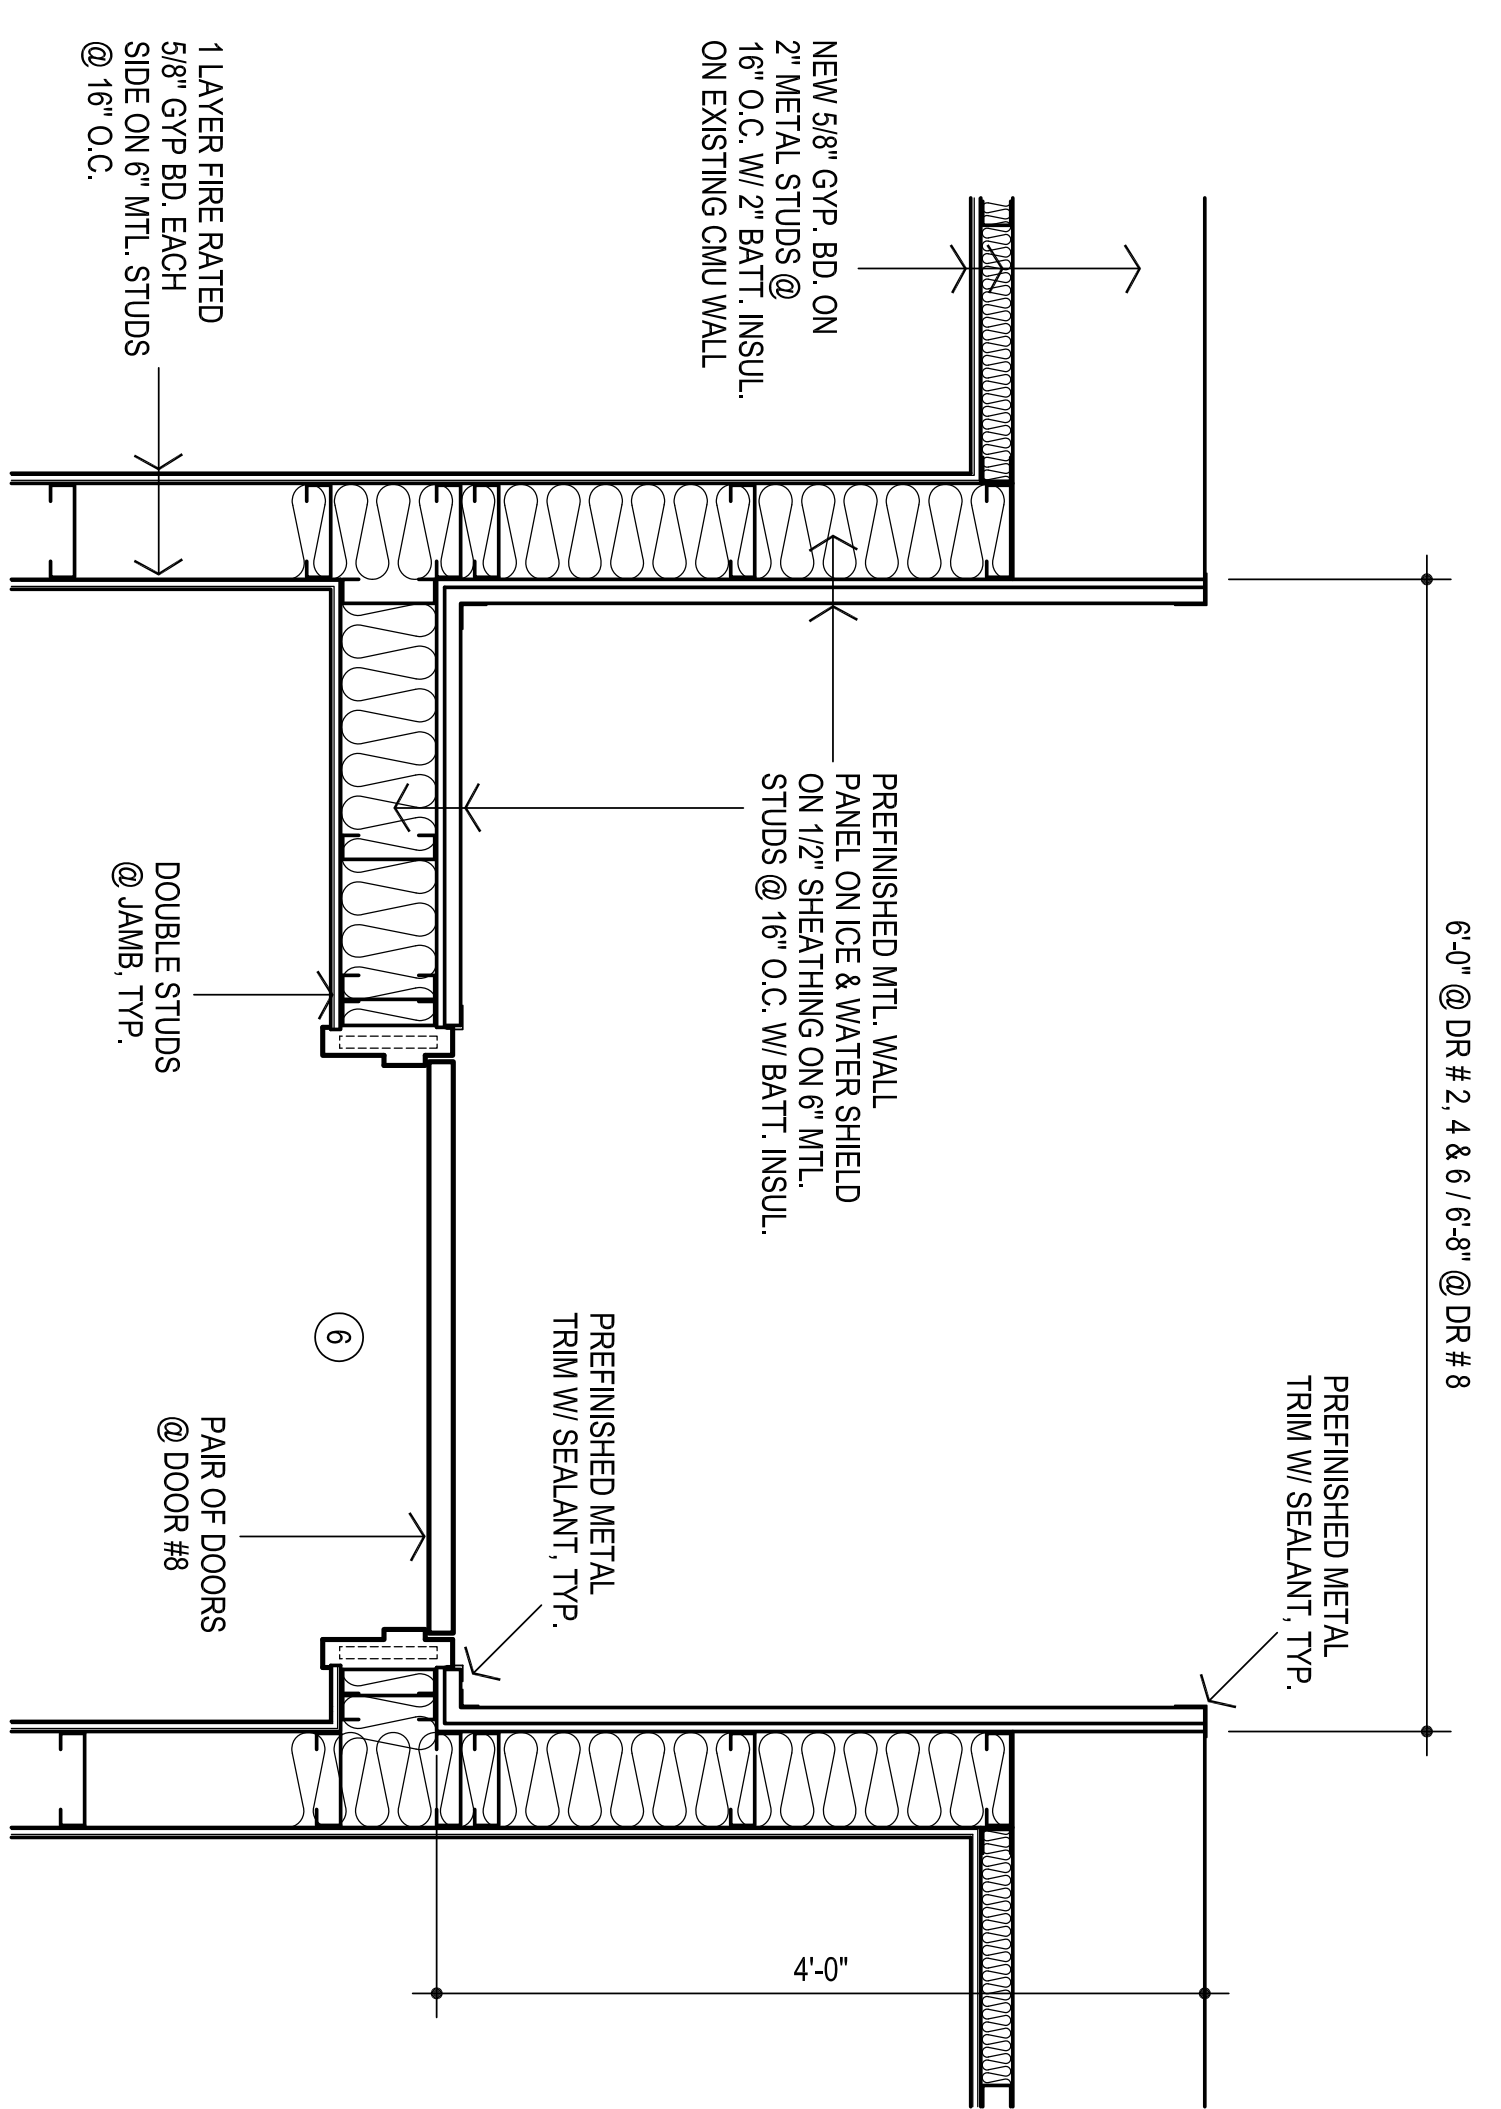 6'-0" @ DR # 2, 4 & 6 / 6'-8" @ DR # 8
PREFINISHED METAL
TRIM W/ SEALANT, TYP.
NEW 5/8" GYP. BD. ON
2" METAL STUDS @
16" O.C. W/ 2" BATT. INSUL.
ON EXISTING CMU WALL
PREFINISHED MTL. WALL
PANEL ON ICE & WATER SHIELD
ON 1/2" SHEATHING ON 6" MTL.
STUDS @ 16" O.C. W/ BATT. INSUL.
4'-0"
PREFINISHED METAL
TRIM W/ SEALANT, TYP.
6
1 LAYER FIRE RATED
5/8" GYP BD. EACH
SIDE ON 6" MTL. STUDS
@ 16" O.C.
DOUBLE STUDS
@ JAMB, TYP.
PAIR OF DOORS
@ DOOR #8